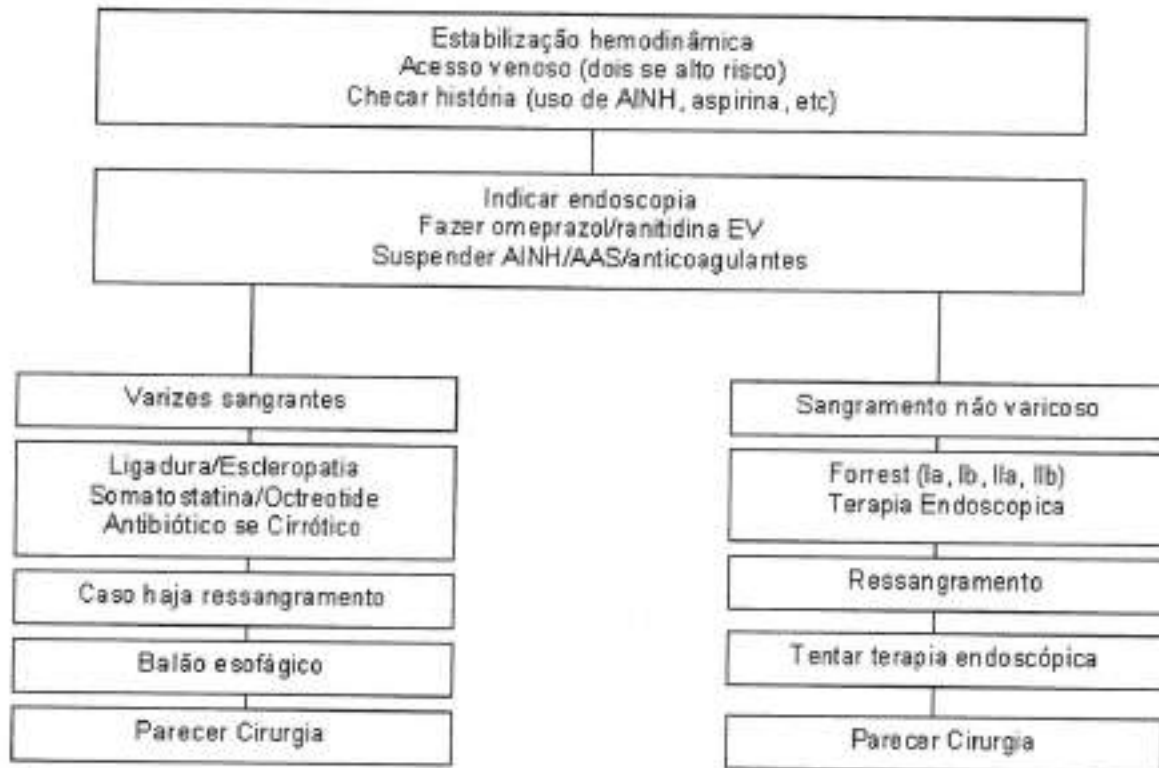 Estabilização hemodinâmica
Acesso venoso (dois se alto risco)
Checar história (uso de AINH, aspirina, etc)
Indicar endoscopia
Fazer omeprazol/ranitidina EV
Suspender AINH/AAS/anticoagulantes
Varizes sangrantes
Ligadura/Escleropatia
Somatostatina/Octreotide
Antibiótico se Cirrótico
Caso haja ressangramento
Balão esofágico
Parecer Cirurgia
Sangramento não varicoso
Forrest (Ia, Ib, IIa, IIb)
Terapia Endoscopica
Ressangramento
Tentar terapia endoscópica
Parecer Cirurgia